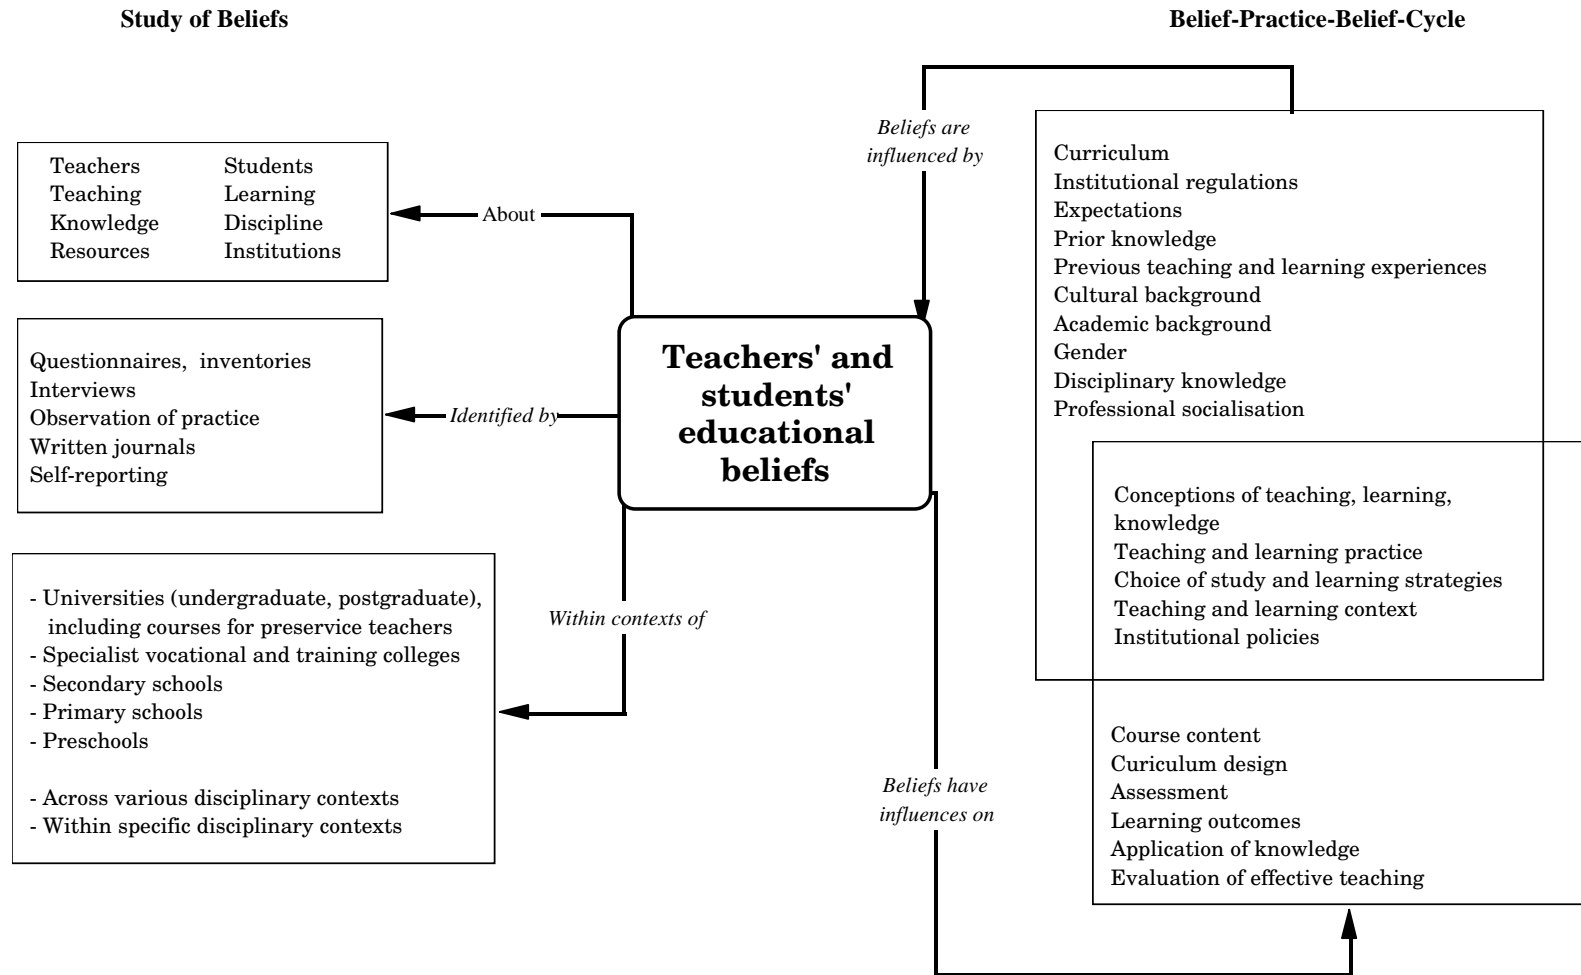 Study of Beliefs
Belief-Practice-Belief-Cycle
Teachers
Students
Teaching
Learning
Knowledge
Discipline
Resources
Institutions
About
Questionnaires, inventories
Interviews
Observation of practice
Written journals
Self-reporting
Identified by
- Universities (undergraduate, postgraduate),
including courses for preservice teachers
- Specialist vocational and training colleges
- Secondary schools
- Primary schools
- Preschools
- Across various disciplinary contexts
- Within specific disciplinary contexts
Within contexts of
Teachers' and
students'
educational
beliefs
Beliefs are
influenced by
Curriculum
Institutional regulations
Expectations
Prior knowledge
Previous teaching and learning experiences
Cultural background
Academic background
Gender
Disciplinary knowledge
Professional socialisation
Conceptions of teaching, learning,
knowledge
Teaching and learning practice
Choice of study and learning strategies
Teaching and learning context
Institutional policies
Beliefs have
influences on
Course content
Curiculum design
Assessment
Learning outcomes
Application of knowledge
Evaluation of effective teaching